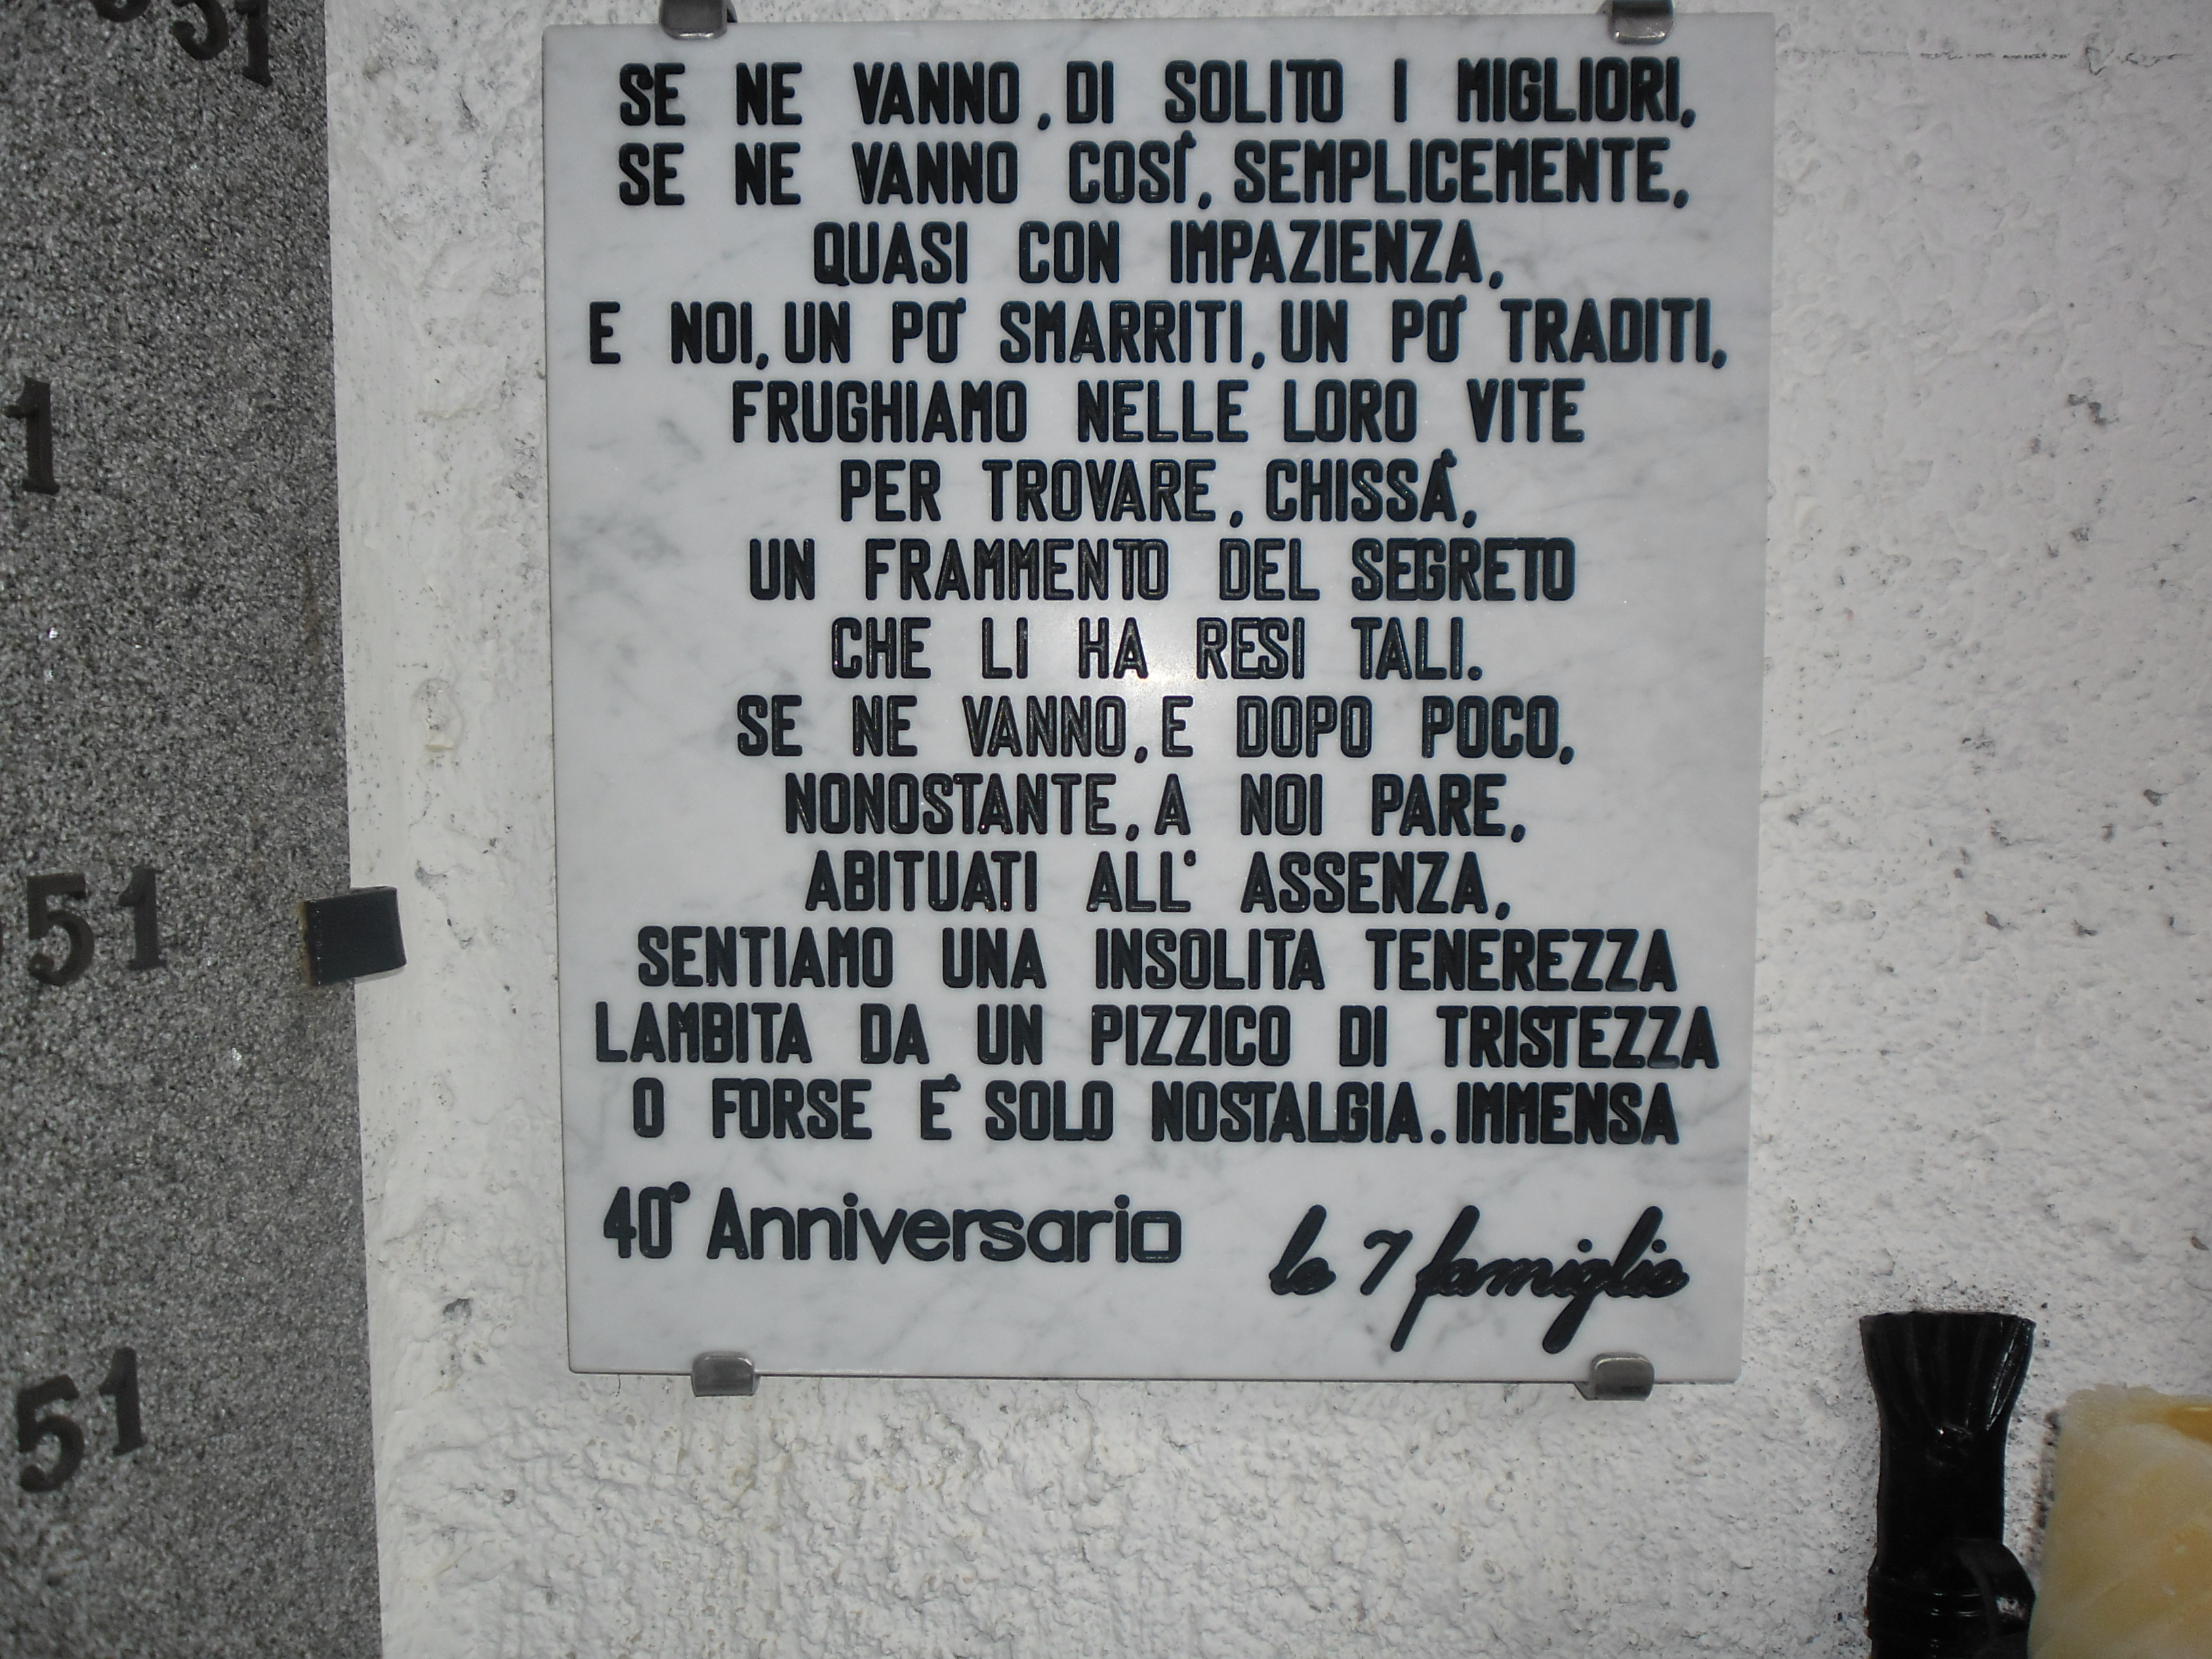 SE NE VANNO, DI SOLITO I MIGLIORI,
SE NE VANNO COSÍ, SEMPLICEMENTE,
QUASI CON IMPAZIENZA,
E NOI, UN PO' SMARRITI, UN PO' TRADITI,
FRUGHIAMO NELLE LORO VITE
PER TROVARE, CHISSÁ,
UN FRAMMENTO DEL SEGRETO
CHE LI HA RESI TALI.
SE NE VANNO, E DOPO POCO,
NONOSTANTE, A NOI PARE,
ABITUATI ALL' ASSENZA,
SENTIAMO UNA INSOLITA TENEREZZA
LAMBITA DA UN PIZZICO DI TRISTEZZA
O FORSE É SOLO NOSTALGIA. IMMENSA
40° Anniversario
le 7 famiglie
51
1
51
51